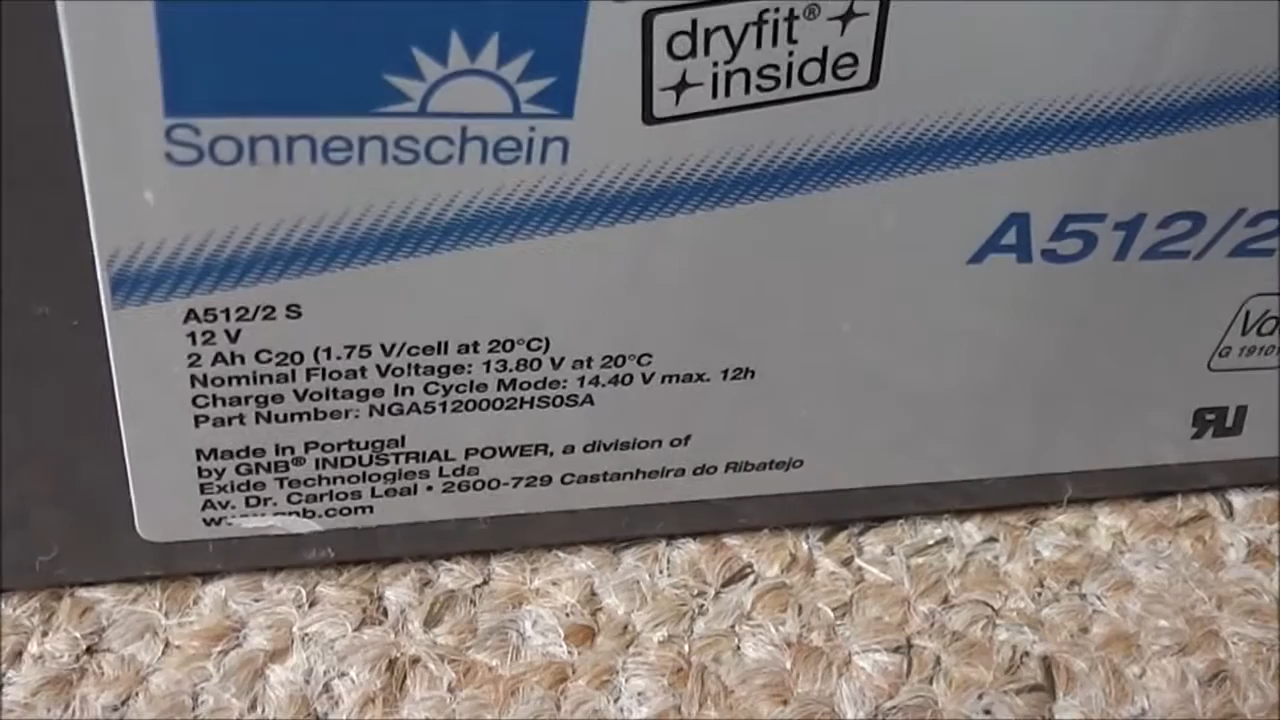 dryfit®
inside
Sonnenschein
A512/2
A512/2 S
12 V
2 Ah C20 (1.75 V/cell at 20°C)
Nominal Float Voltage: 13.80 V at 20°C
Charge Voltage In Cycle Mode: 14.40 V max. 12h
Part Number: NGA5120002HS0SA
G 1910
Made in Portugal
by GNB® INDUSTRIAL POWER, a division of
Exide Technologies Lda
Av. Dr. Carlos Leal • 2600-729 Castanheira do Ribatejo